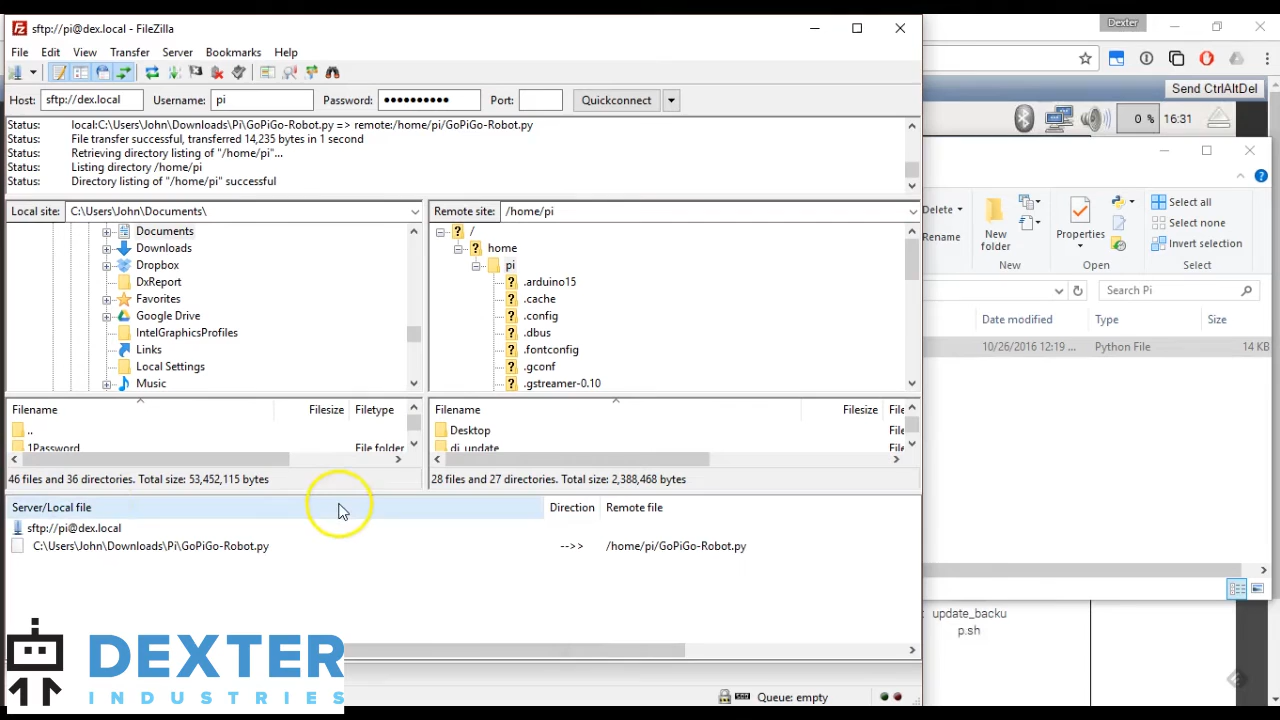 sftp://pi@dex.local - FileZilla
Dexter
File Edit View Transfer Server Bookmarks Help
Send CtrlAltDel
Host: sftp://dex.local Username: pi Password: •••••••••• Port: Quickconnect
0 % 16:31
Status: local:C:\Users\John\Downloads\Pi\GoPiGo-Robot.py => remote:/home/pi/GoPiGo-Robot.py
Status: File transfer successful, transferred 14,235 bytes in 1 second
Status: Retrieving directory listing of "/home/pi"...
Status: Listing directory /home/pi
Status: Directory listing of "/home/pi" successful
Local site: C:\Users\John\Documents\
Documents
Downloads
Dropbox
DxReport
Favorites
Google Drive
IntelGraphicsProfiles
Links
Local Settings
Music
Remote site: /home/pi
/
home
pi
.arduino15
.cache
.config
.dbus
.fontconfig
.gconf
.gstreamer-0.10
Delete
Rename
New
folder
New
Properties
Open
Select all
Select none
Invert selection
Select
Search Pi
Date modified Type Size
10/26/2016 12:19 ... Python File 14 KB
Filename Filesize Filetype
..
1Password File folder
46 files and 36 directories. Total size: 53,452,115 bytes
Filename Filesize File
Desktop
di_update
28 files and 27 directories. Total size: 2,388,468 bytes
Server/Local file Direction Remote file
sftp://pi@dex.local
C:\Users\John\Downloads\Pi\GoPiGo-Robot.py -->> /home/pi/GoPiGo-Robot.py
update_backu
p.sh
DEXTER
INDUSTRIES
Queue: empty